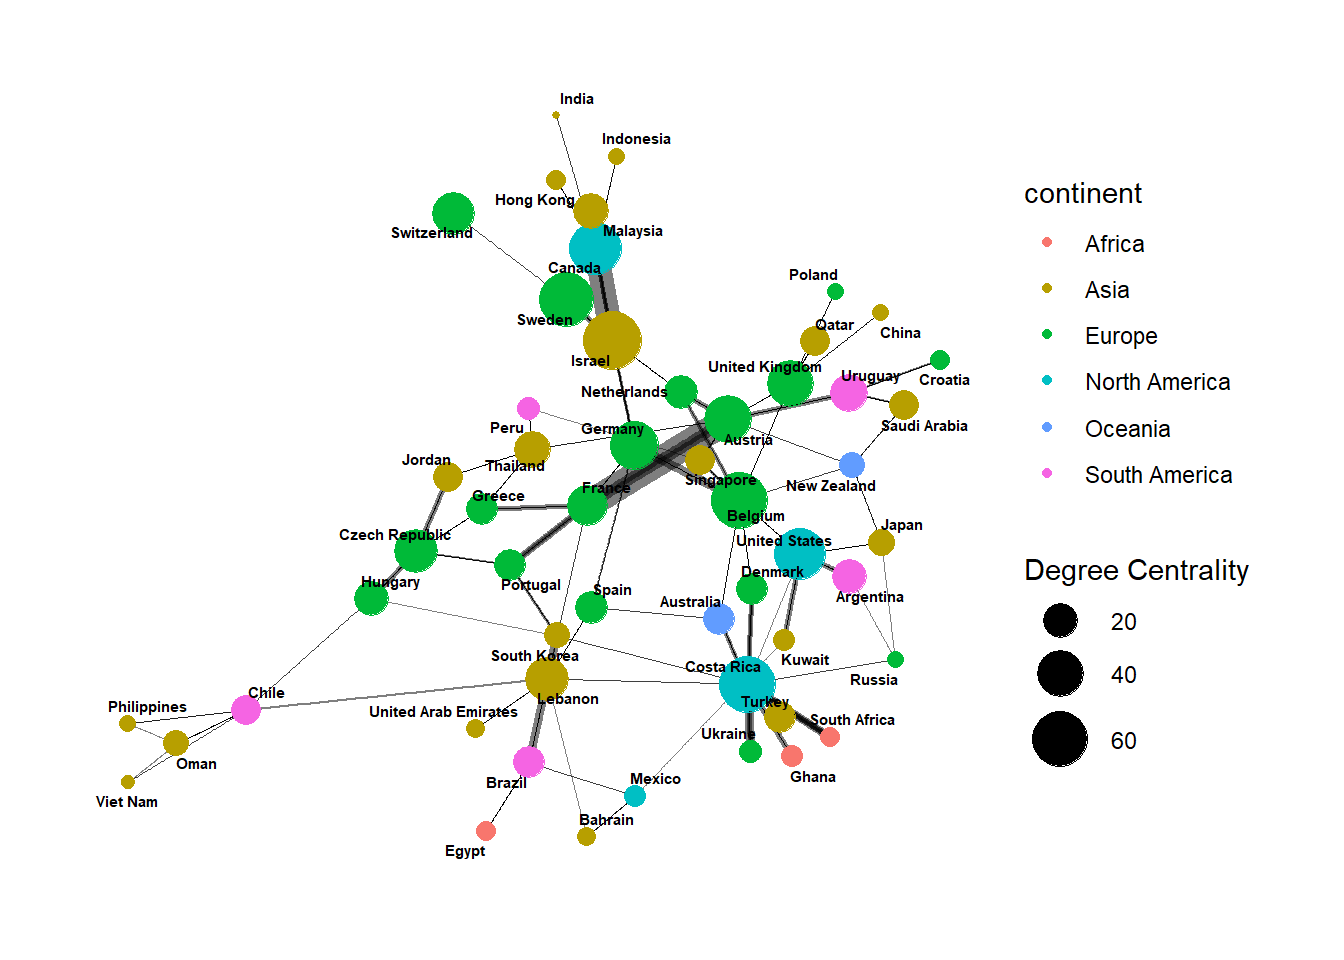 India
Indonesia
Hong Kong
Switzerland
Malaysia
Canada
Sweden
Israel
Poland
Qatar
China
United Kingdom
Uruguay
Croatia
Netherlands
Peru
Germany
Austria
Saudi Arabia
Jordan
Thailand
Singapore
New Zealand
Greece
France
Belgium
Czech Republic
United States
Japan
Hungary
Portugal
Spain
Denmark
Argentina
Australia
South Korea
Costa Rica
Kuwait
Russia
Chile
Lebanon
Turkey
Philippines
United Arab Emirates
South Africa
Ukraine
Oman
Brazil
Mexico
Ghana
Viet Nam
Bahrain
Egypt
continent
Africa
Asia
Europe
North America
Oceania
South America
Degree Centrality
20
40
60